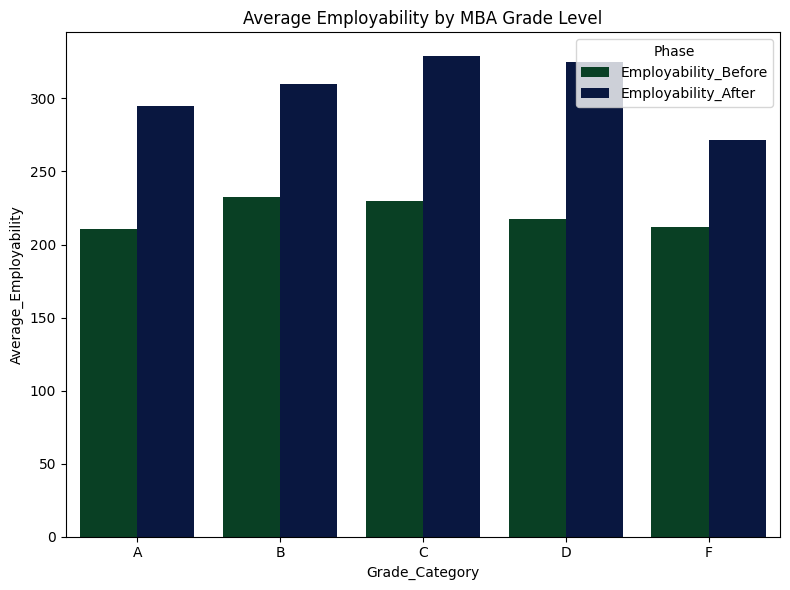 Average Employability by MBA Grade Level
Phase
Employability_Before
Employability_After
Average_Employability
300
250
200
150
100
50
0
A B C D F
Grade_Category